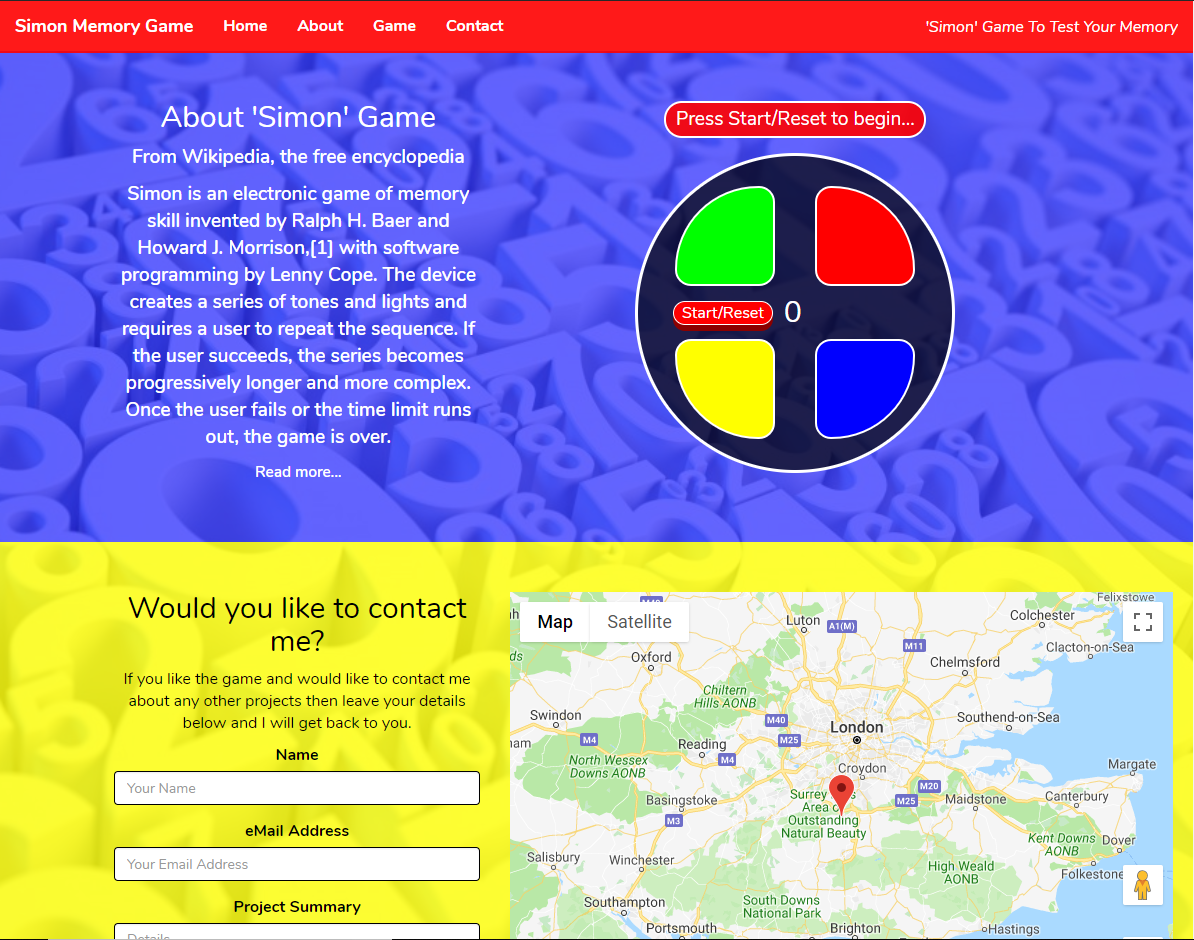 Simon Memory Game Home About Game Contact 'Simon' Game To Test Your Memory
About 'Simon' Game
From Wikipedia, the free encyclopedia
Simon is an electronic game of memory
skill invented by Ralph H. Baer and
Howard J. Morrison,[1] with software
programming by Lenny Cope. The device
creates a series of tones and lights and
requires a user to repeat the sequence. If
the user succeeds, the series becomes
progressively longer and more complex.
Once the user fails or the time limit runs
out, the game is over.
Read more...
Press Start/Reset to begin...
Start/Reset 0
Would you like to contact
me?
If you like the game and would like to contact me
about any other projects then leave your details
below and I will get back to you.
Name
Your Name
eMail Address
Your Email Address
Project Summary
Details
Map Satellite
Felixstowe
Luton
A1(M)
Colchester
M11
Clacton-on-Sea
Oxford
Chelmsford
Chiltern
Hills AONB
Swindon
M40
London
Southend-on-Sea
M4
M25
Reading
M4
North Wessex
Downs AONB
Croydon
Margate
M20
Basingstoke
Surrey
M25
Maidstone
Canterbury
Area
Outstanding
Natural Beauty
M3
Kent Downs
AONB
Dover
Salisbury
Winchester
High Weald
AONB
Folkestone
Southampton
South Downs
National Park
Portsmouth
Brighton
Hastings